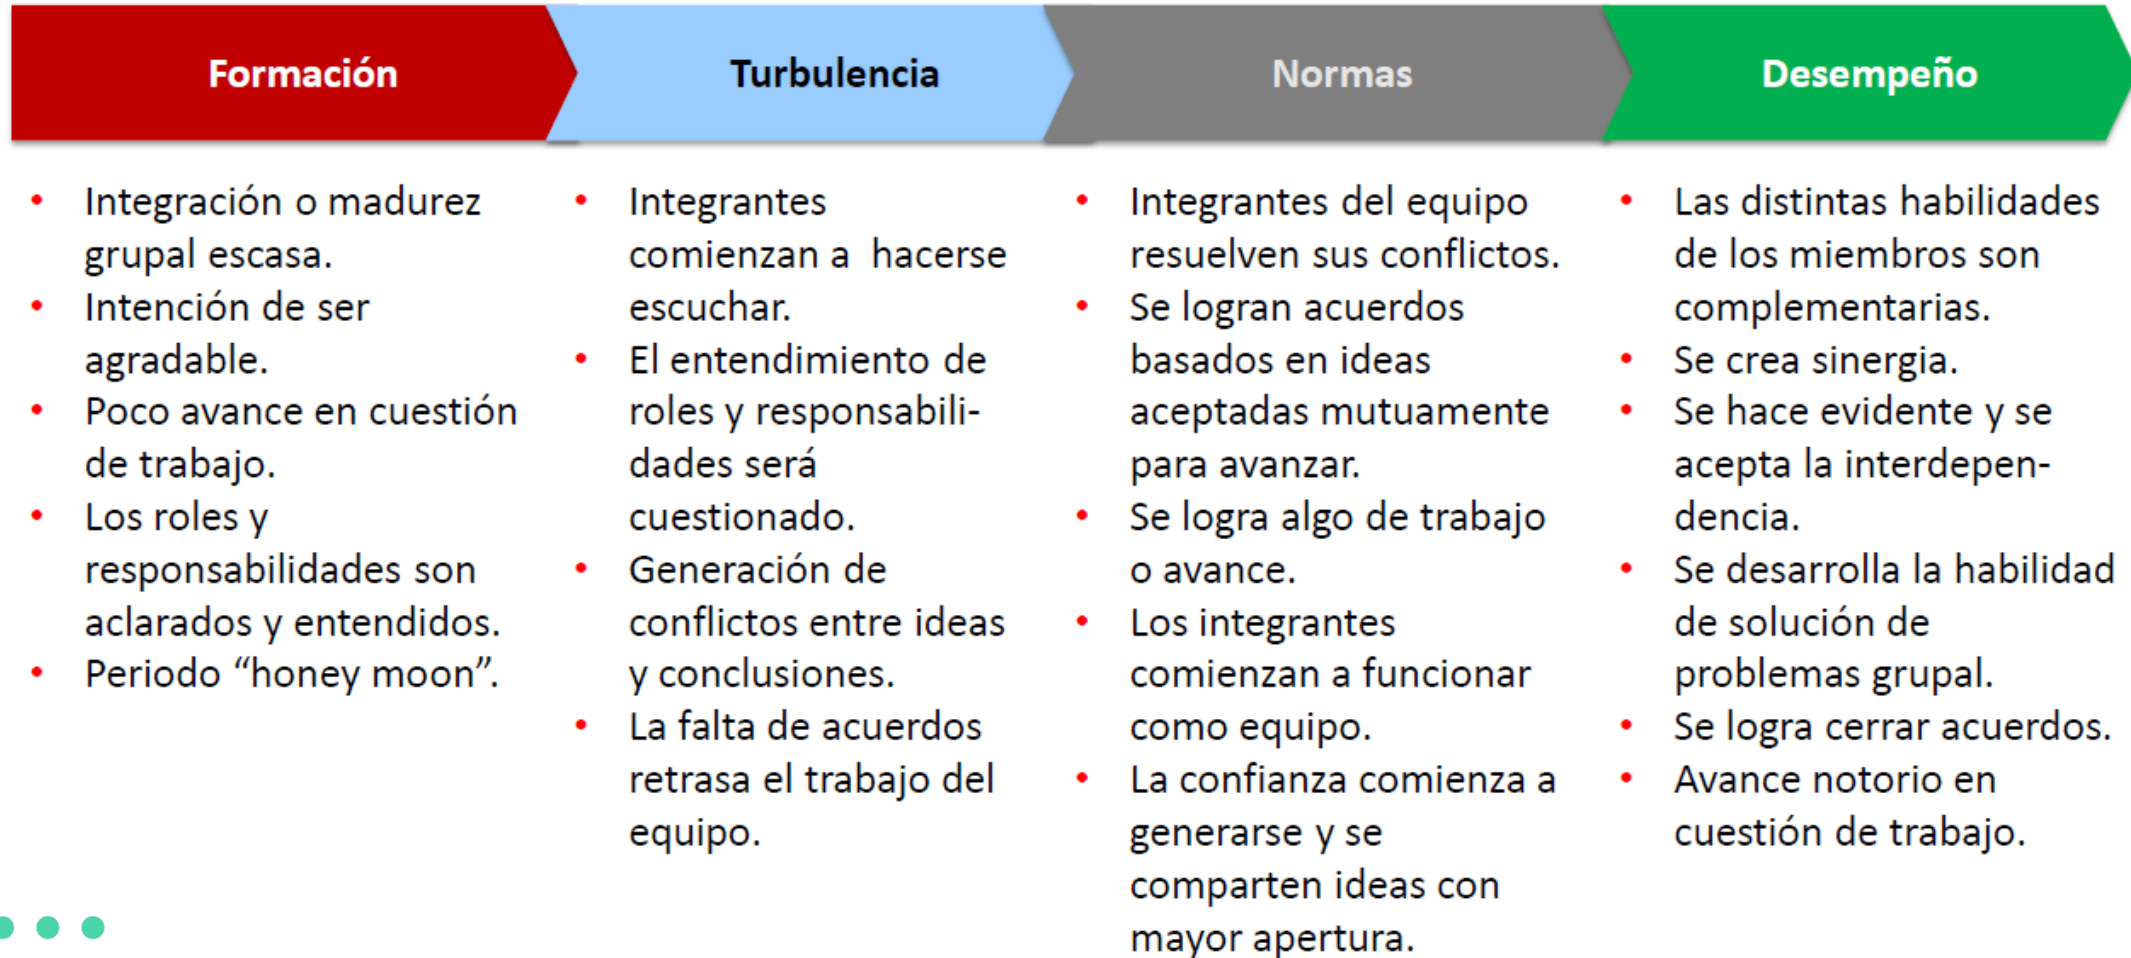 Formación
Turbulencia
Normas
Desempeño
• Integración o madurez
grupal escasa.
• Intención de ser
agradable.
• Poco avance en cuestión
de trabajo.
• Los roles y
responsabilidades son
aclarados y entendidos.
• Periodo “honey moon”.
• Integrantes
comienzan a  hacerse
escuchar.
• El entendimiento de
roles y responsabili-
dades será
cuestionado.
• Generación de
conflictos entre ideas
y conclusiones.
• La falta de acuerdos
retrasa el trabajo del
equipo.
• Integrantes del equipo
resuelven sus conflictos.
• Se logran acuerdos
basados en ideas
aceptadas mutuamente
para avanzar.
• Se logra algo de trabajo
o avance.
• Los integrantes
comienzan a funcionar
como equipo.
• La confianza comienza a
generarse y se
comparten ideas con
mayor apertura.
• Las distintas habilidades
de los miembros son
complementarias.
• Se crea sinergia.
• Se hace evidente y se
acepta la interdepen-
dencia.
• Se desarrolla la habilidad
de solución de
problemas grupal.
• Se logra cerrar acuerdos.
• Avance notorio en
cuestión de trabajo.